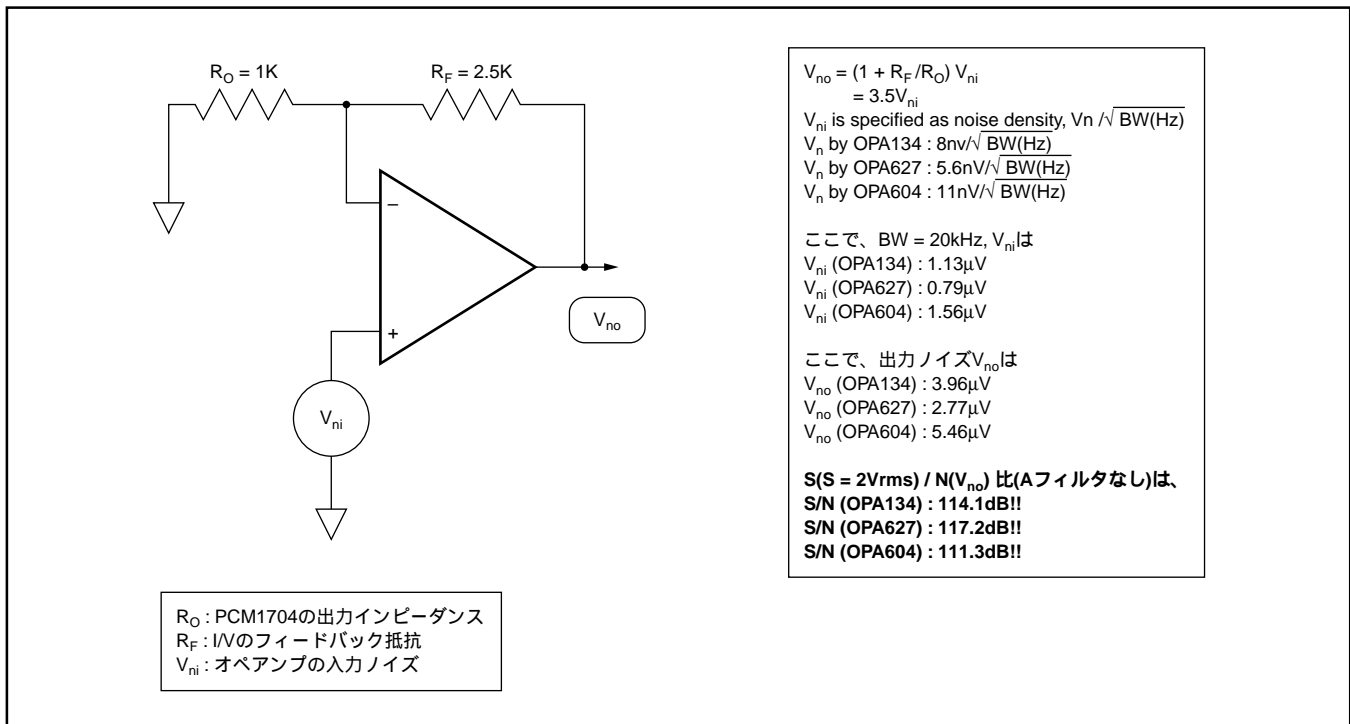 R_O = 1K
R_F = 2.5K
−
+
V_no
V_ni
R_O : PCM1704の出力インピーダンス
R_F : I/Vのフィードバック抵抗
V_ni : オペアンプの入力ノイズ
V_no = (1 + R_F/R_O) V_ni
= 3.5V_ni
V_ni is specified as noise density, Vn /√BW(Hz)
V_n by OPA134 : 8nv/√BW(Hz)
V_n by OPA627 : 5.6nV/√BW(Hz)
V_n by OPA604 : 11nV/√BW(Hz)
ここで、BW = 20kHz, V_niは
V_ni (OPA134) : 1.13µV
V_ni (OPA627) : 0.79µV
V_ni (OPA604) : 1.56µV
ここで、出力ノイズV_noは
V_no (OPA134) : 3.96µV
V_no (OPA627) : 2.77µV
V_no (OPA604) : 5.46µV
S(S = 2Vrms) / N(V_no) 比(Aフィルタなし)は、
S/N (OPA134) : 114.1dB!!
S/N (OPA627) : 117.2dB!!
S/N (OPA604) : 111.3dB!!